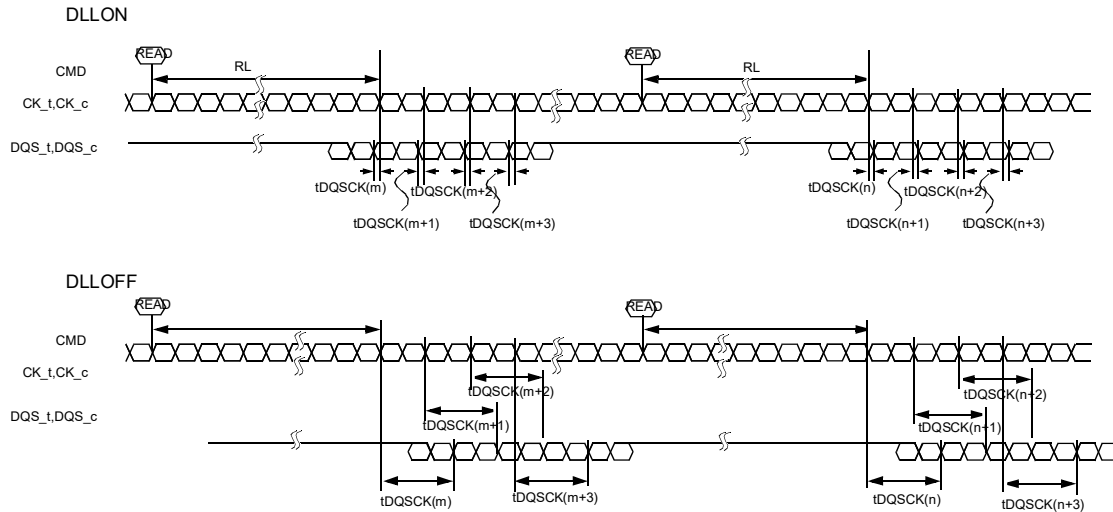 DLLON
READ
READ
RL
RL
CMD
CK_t,CK_c
DQS_t,DQS_c
tDQSCK(m)
tDQSCK(m+2)
tDQSCK(n)
tDQSCK(n+2)
tDQSCK(m+1)
tDQSCK(m+3)
tDQSCK(n+1)
tDQSCK(n+3)
DLLOFF
READ
READ
CMD
CK_t,CK_c
tDQSCK(m+2)
tDQSCK(n+2)
DQS_t,DQS_c
tDQSCK(m+1)
tDQSCK(n+1)
tDQSCK(m)
tDQSCK(m+3)
tDQSCK(n)
tDQSCK(n+3)